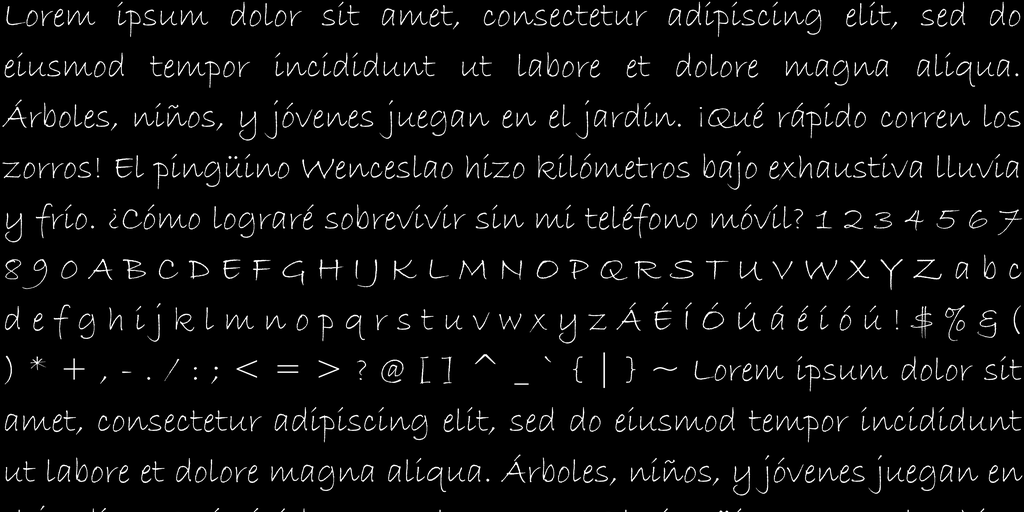 Lorem ipsum dolor sit amet, consectetur adipiscing elit, sed do
eiusmod tempor incididunt ut labore et dolore magna aliqua.
Árboles, niños, y jóvenes juegan en el jardín. ¡Qué rápido corren los
zorros! El pingüino Wenceslao hizo kilómetros bajo exhaustiva lluvia
y frío. ¿Cómo lograré sobrevivir sin mi teléfono móvil? 1 2 3 4 5 6 7
8 9 0 A B C D E F G H I J K L M N O P Q R S T U V W X Y Z a b c
d e f g h i j k l m n o p q r s t u v w x y z Á É Í Ó Ú á é í ó ú ! $ % & (
) * + , - . / : ; < = > ? @ [ ] ^ _ ` { | } ~ Lorem ipsum dolor sit
amet, consectetur adipiscing elit, sed do eiusmod tempor incididunt
ut labore et dolore magna aliqua. Árboles, niños, y jóvenes juegan en